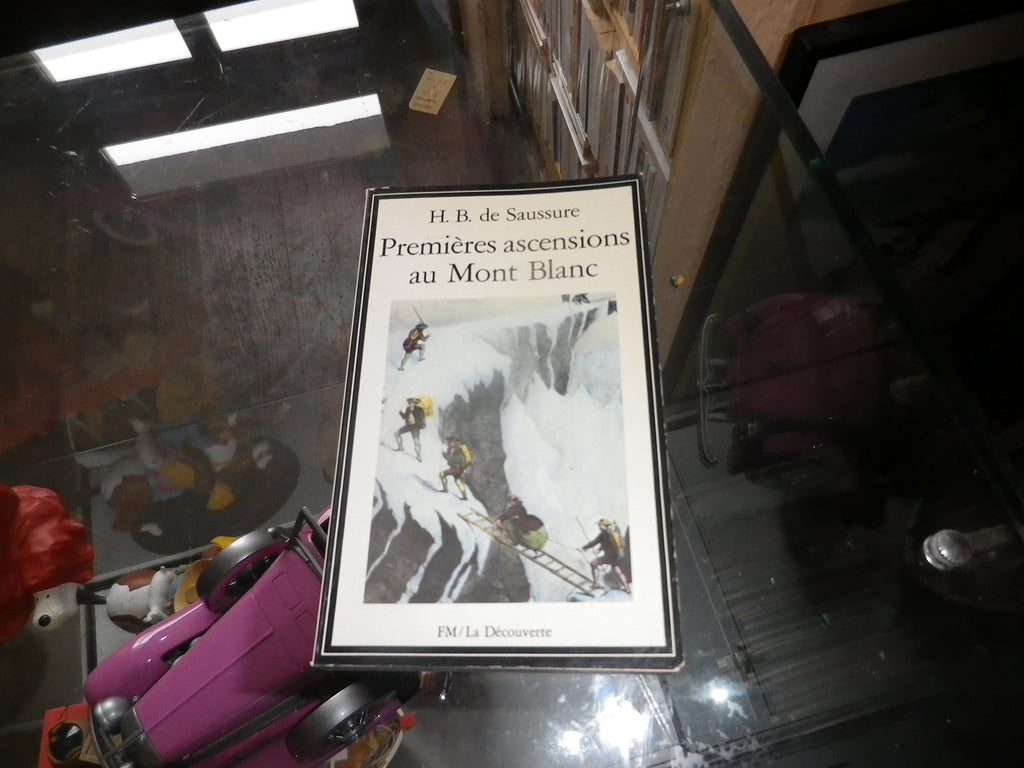 H. B. de Saussure
Premières ascensions
au Mont Blanc
FM/La Découverte